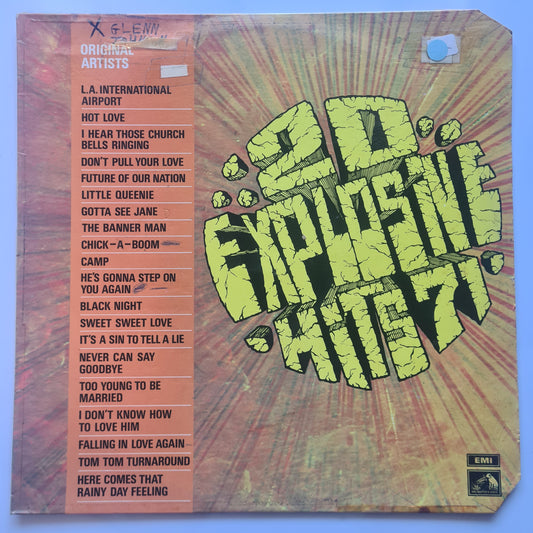 X GLENN
ORIGINAL
ARTISTS
L.A. INTERNATIONAL
AIRPORT
HOT LOVE
I HEAR THOSE CHURCH
BELLS RINGING
DON'T PULL YOUR LOVE
FUTURE OF OUR NATION
LITTLE QUEENIE
GOTTA SEE JANE
THE BANNER MAN
CHICK-A-BOOM
CAMP
HE'S GONNA STEP ON
YOU AGAIN
BLACK NIGHT
SWEET SWEET LOVE
IT'S A SIN TO TELL A LIE
NEVER CAN SAY
GOODBYE
TOO YOUNG TO BE
MARRIED
I DON'T KNOW HOW
TO LOVE HIM
FALLING IN LOVE AGAIN
TOM TOM TURNAROUND
HERE COMES THAT
RAINY DAY FEELING
20
EXPLOSIVE
HITS 71
EMI